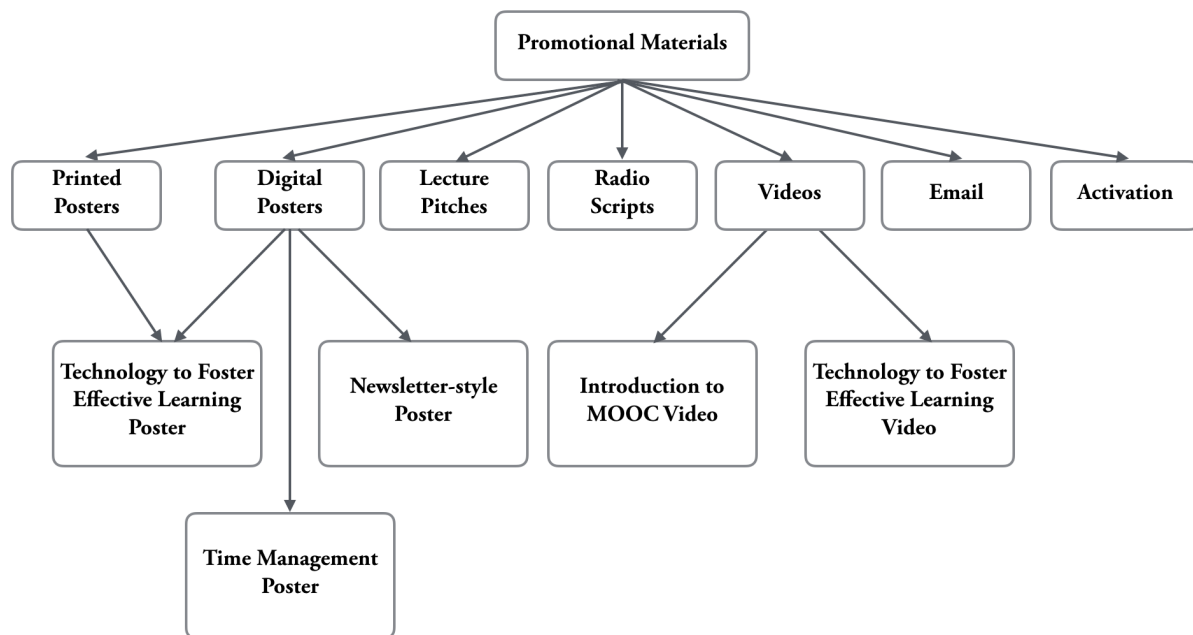 Promotional Materials
Printed
Posters
Digital
Posters
Lecture
Pitches
Radio
Scripts
Videos
Email
Activation
Technology to Foster
Effective Learning
Poster
Newsletter-style
Poster
Introduction to
MOOC Video
Technology to Foster
Effective Learning
Video
Time Management
Poster